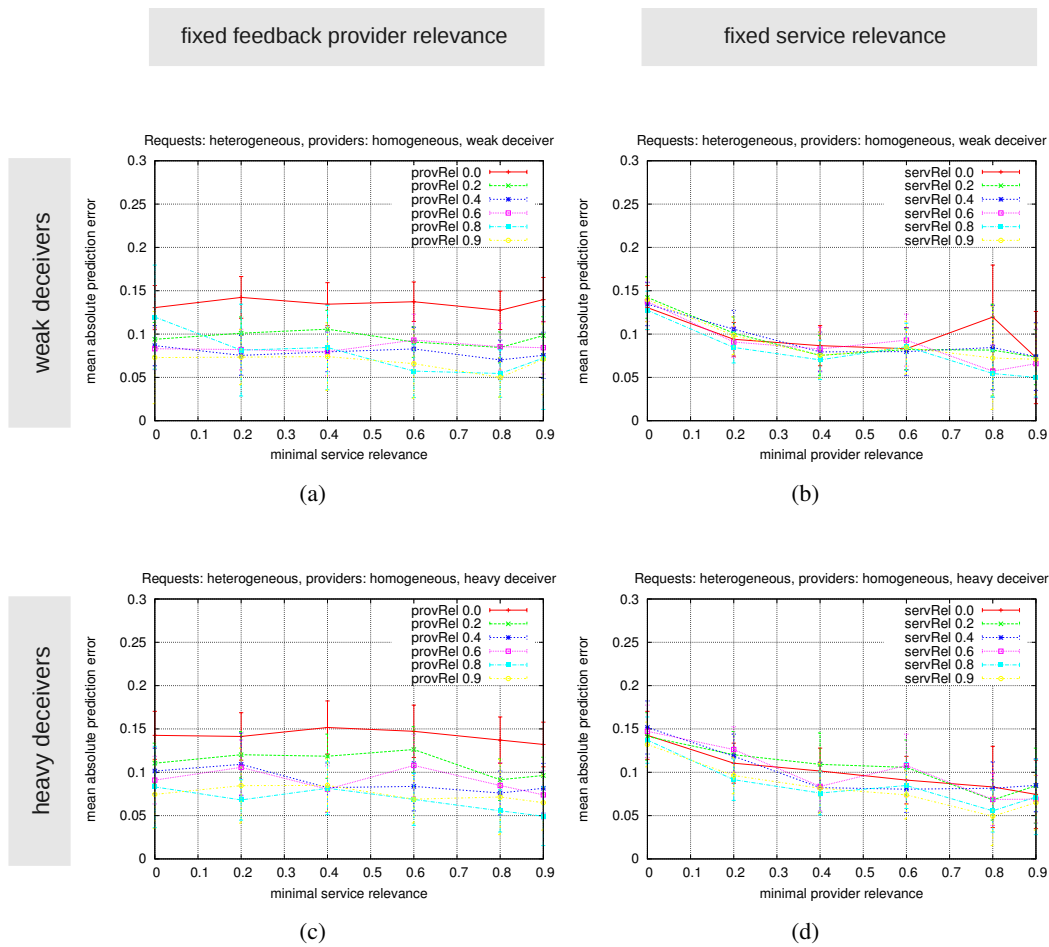 fixed feedback provider relevance
fixed service relevance
weak deceivers
Requests: heterogeneous, providers: homogeneous, weak deceiver
mean absolute prediction error
0.3
0.25
0.2
0.15
0.1
0.05
0
provRel 0.0
provRel 0.2
provRel 0.4
provRel 0.6
provRel 0.8
provRel 0.9
0 0.1 0.2 0.3 0.4 0.5 0.6 0.7 0.8 0.9
minimal service relevance
(a)
Requests: heterogeneous, providers: homogeneous, weak deceiver
mean absolute prediction error
0.3
0.25
0.2
0.15
0.1
0.05
0
servRel 0.0
servRel 0.2
servRel 0.4
servRel 0.6
servRel 0.8
servRel 0.9
0 0.1 0.2 0.3 0.4 0.5 0.6 0.7 0.8 0.9
minimal provider relevance
(b)
heavy deceivers
Requests: heterogeneous, providers: homogeneous, heavy deceiver
mean absolute prediction error
0.3
0.25
0.2
0.15
0.1
0.05
0
provRel 0.0
provRel 0.2
provRel 0.4
provRel 0.6
provRel 0.8
provRel 0.9
0 0.1 0.2 0.3 0.4 0.5 0.6 0.7 0.8 0.9
minimal service relevance
(c)
Requests: heterogeneous, providers: homogeneous, heavy deceiver
mean absolute prediction error
0.3
0.25
0.2
0.15
0.1
0.05
0
servRel 0.0
servRel 0.2
servRel 0.4
servRel 0.6
servRel 0.8
servRel 0.9
0 0.1 0.2 0.3 0.4 0.5 0.6 0.7 0.8 0.9
minimal provider relevance
(d)